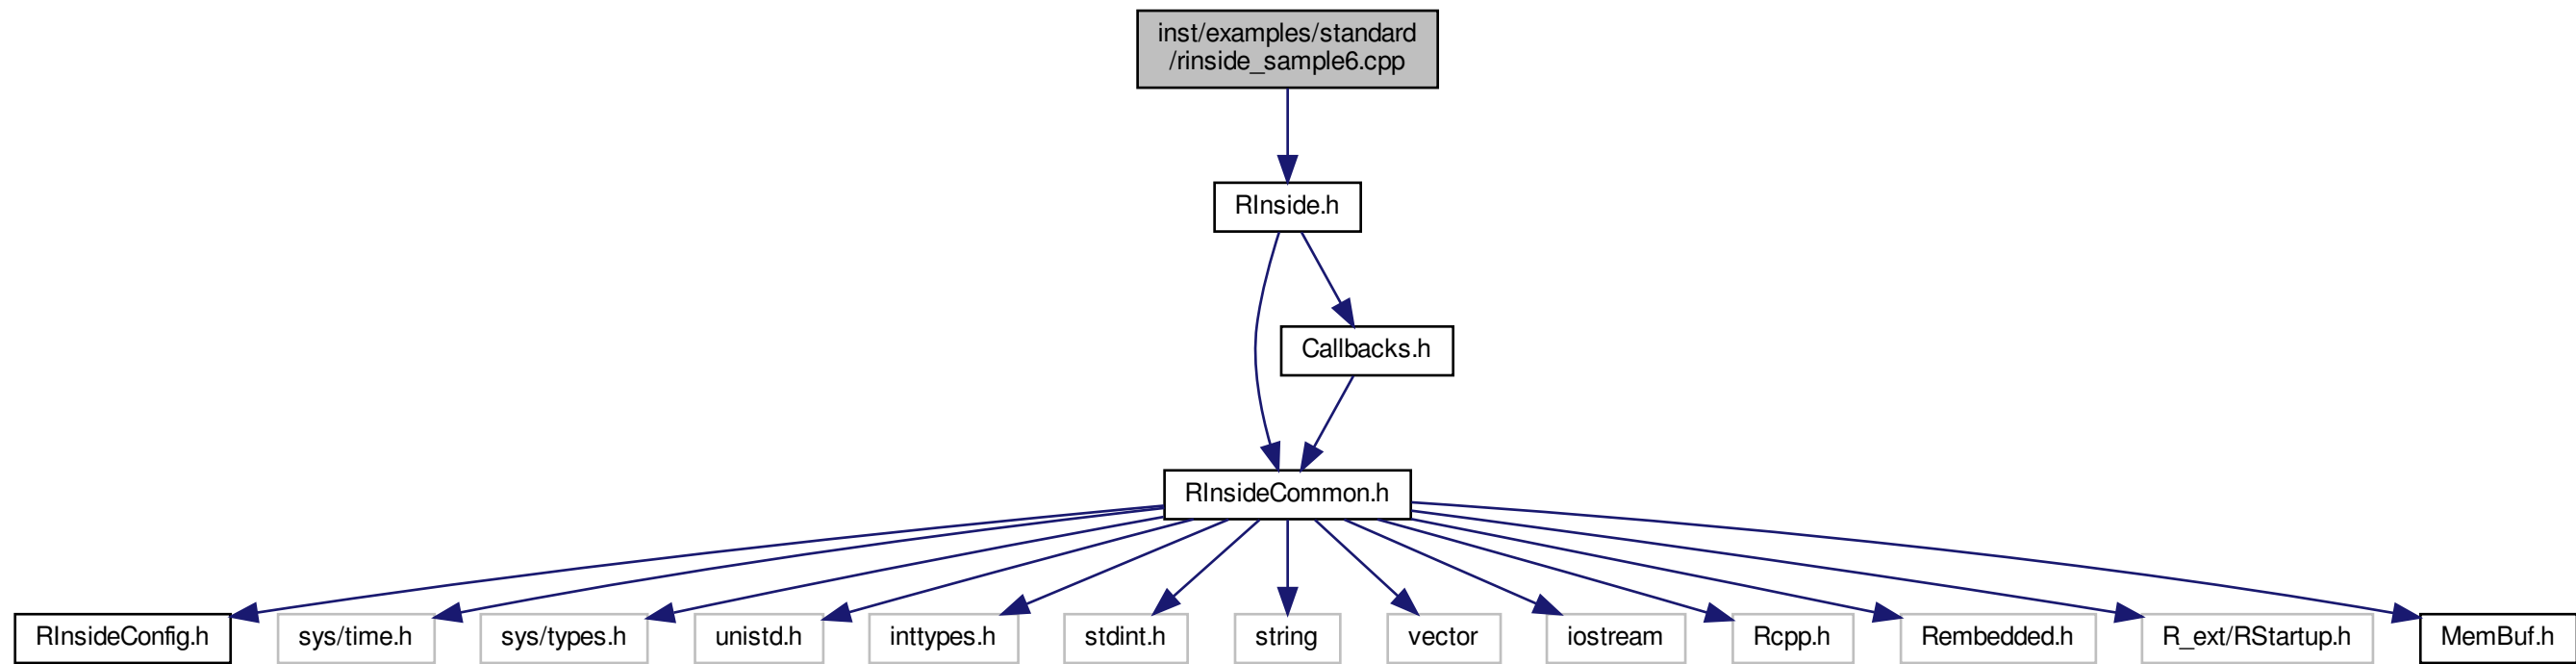 inst/examples/standard
/rinside_sample6.cpp
RInside.h
Callbacks.h
RInsideCommon.h
RInsideConfig.h
sys/time.h
sys/types.h
unistd.h
inttypes.h
stdint.h
string
vector
iostream
Rcpp.h
Rembedded.h
R_ext/RStartup.h
MemBuf.h